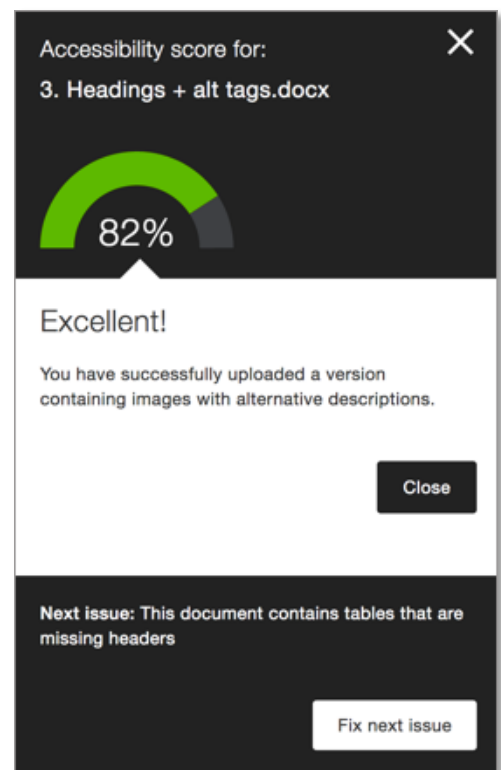 Accessibility score for:
3. Headings + alt tags.docx
82%
Excellent!
You have successfully uploaded a version
containing images with alternative descriptions.
Close
Next issue: This document contains tables that are
missing headers
Fix next issue